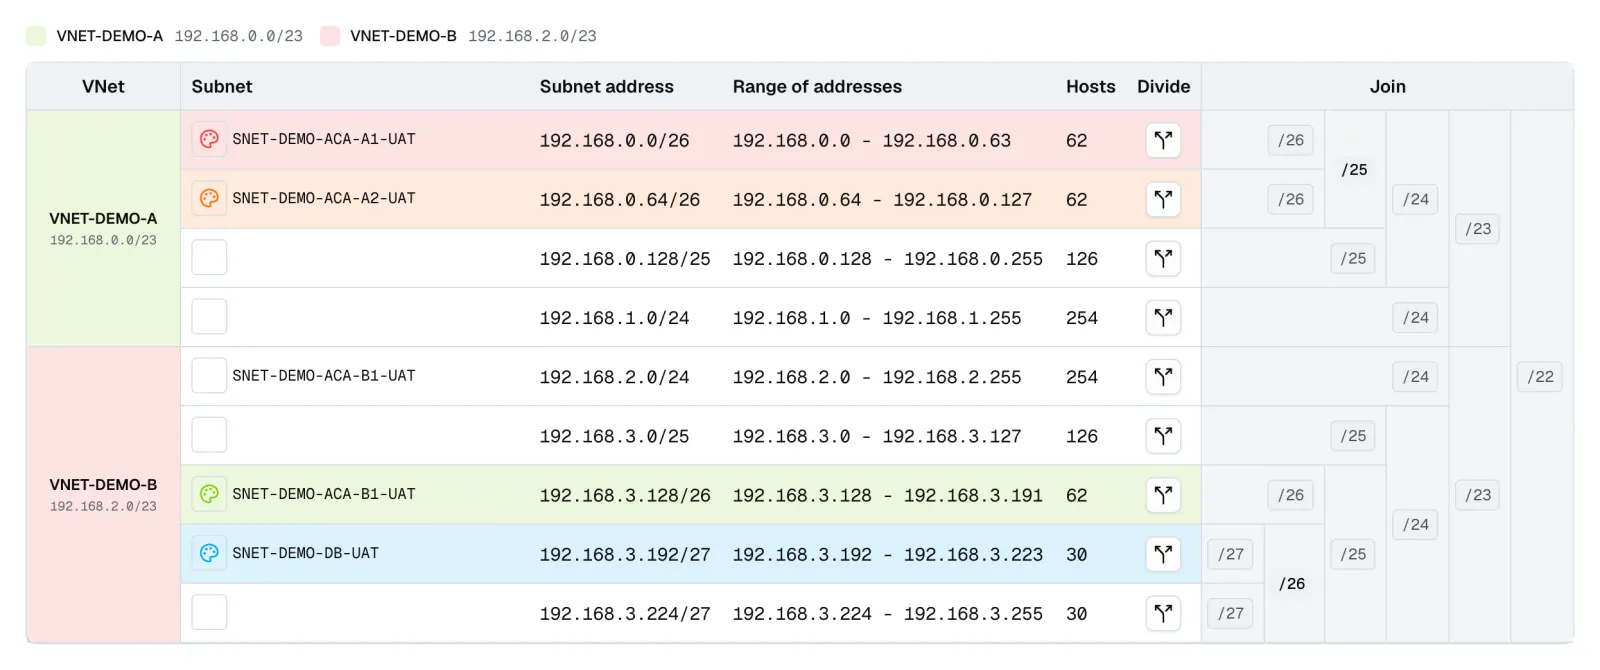 VNET-DEMO-A 192.168.0.0/23 VNET-DEMO-B 192.168.2.0/23
VNet Subnet Subnet address Range of addresses Hosts Divide Join
SNET-DEMO-ACA-A1-UAT 192.168.0.0/26 192.168.0.0 - 192.168.0.63 62 /26
/25
SNET-DEMO-ACA-A2-UAT 192.168.0.64/26 192.168.0.64 - 192.168.0.127 62 /26 /24
VNET-DEMO-A
192.168.0.0/23
/23
192.168.0.128/25 192.168.0.128 - 192.168.0.255 126 /25
192.168.1.0/24 192.168.1.0 - 192.168.1.255 254 /24
SNET-DEMO-ACA-B1-UAT 192.168.2.0/24 192.168.2.0 - 192.168.2.255 254 /24 /22
192.168.3.0/25 192.168.3.0 - 192.168.3.127 126 /25
VNET-DEMO-B
192.168.2.0/23
SNET-DEMO-ACA-B1-UAT 192.168.3.128/26 192.168.3.128 - 192.168.3.191 62 /26 /23
/24
SNET-DEMO-DB-UAT 192.168.3.192/27 192.168.3.192 - 192.168.3.223 30 /27 /25
/26
192.168.3.224/27 192.168.3.224 - 192.168.3.255 30 /27